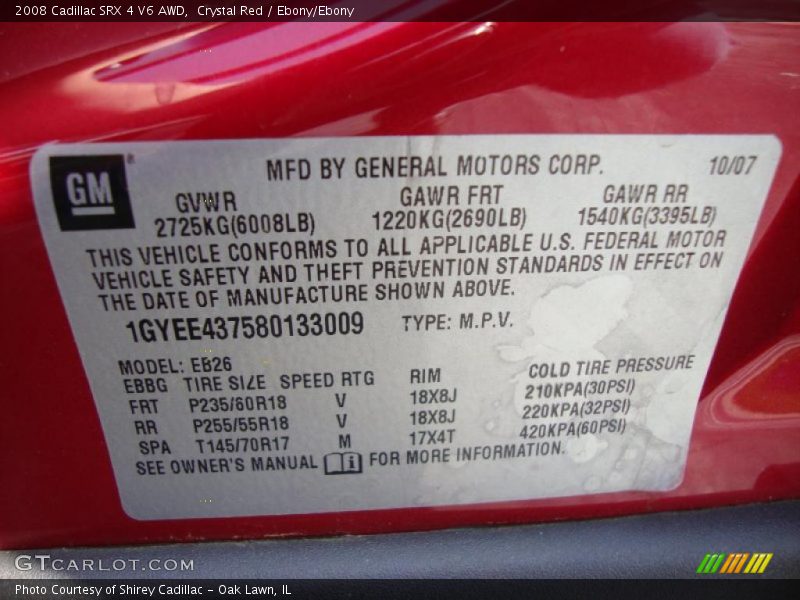 2008 Cadillac SRX 4 V6 AWD,  Crystal Red / Ebony/Ebony
GM
MFD BY GENERAL MOTORS CORP. 10/07
GVWR GAWR FRT GAWR RR
2725KG(6008LB) 1220KG(2690LB) 1540KG(3395LB)
THIS VEHICLE CONFORMS TO ALL APPLICABLE U.S. FEDERAL MOTOR
VEHICLE SAFETY AND THEFT PREVENTION STANDARDS IN EFFECT ON
THE DATE OF MANUFACTURE SHOWN ABOVE.
1GYEE437580133009 TYPE: M.P.V.
MODEL: EB26
EBBG TIRE SIZE SPEED RTG RIM COLD TIRE PRESSURE
FRT P235/60R18 V 18X8J 210KPA(30PSI)
RR P255/55R18 V 18X8J 220KPA(32PSI)
SPA T145/70R17 M 17X4T 420KPA(60PSI)
SEE OWNER'S MANUAL FOR MORE INFORMATION.
GTCARLOT.COM
Photo Courtesy of Shirey Cadillac - Oak Lawn, IL